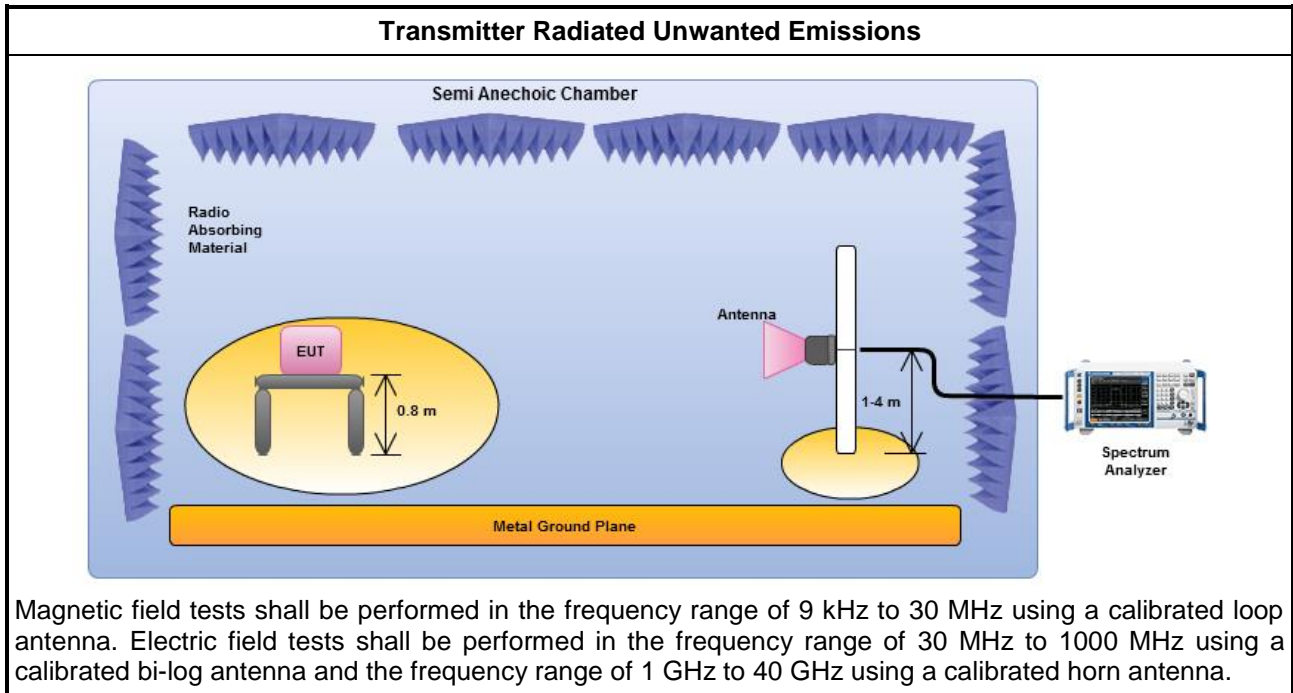 Transmitter Radiated Unwanted Emissions
Semi Anechoic Chamber
Radio
Absorbing
Material
Antenna
EUT
0.8 m
1-4 m
Spectrum
Analyzer
Metal Ground Plane
Magnetic field tests shall be performed in the frequency range of 9 kHz to 30 MHz using a calibrated loop
antenna. Electric field tests shall be performed in the frequency range of 30 MHz to 1000 MHz using a
calibrated bi-log antenna and the frequency range of 1 GHz to 40 GHz using a calibrated horn antenna.